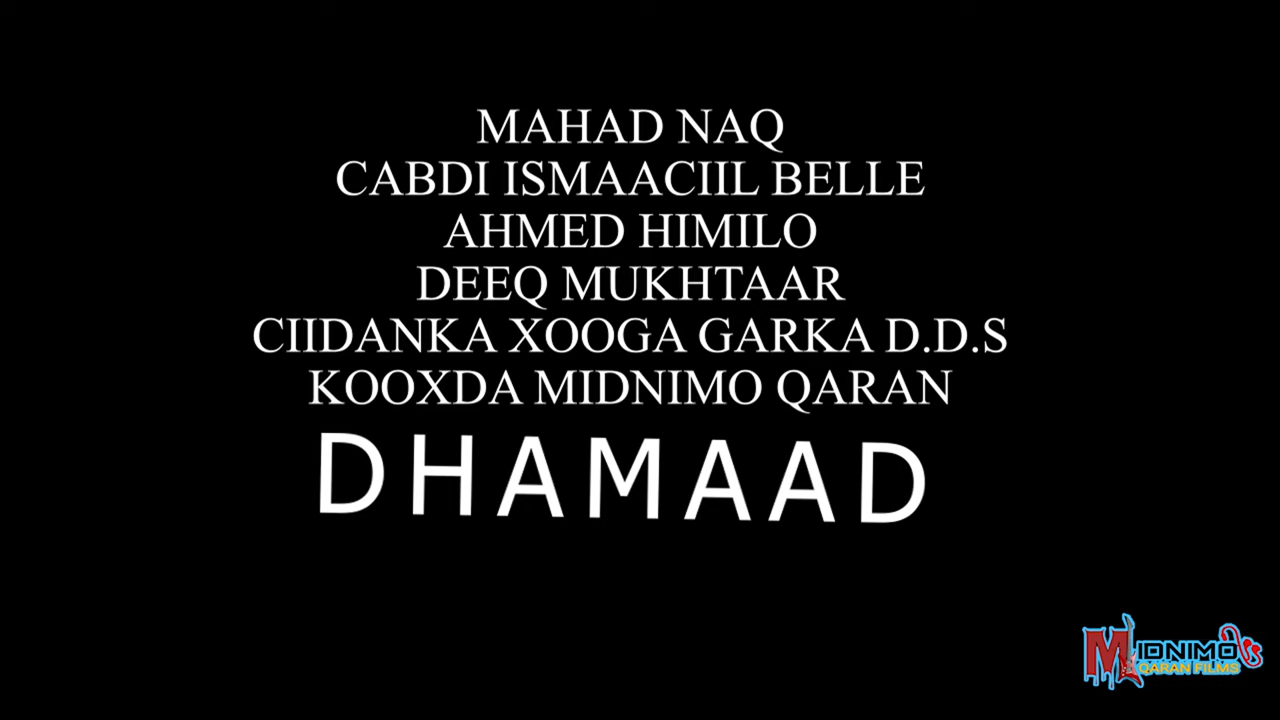 MAHAD NAQ
CABDI ISMAACIIL BELLE
AHMED HIMILO
DEEQ MUKHTAAR
CIIDANKA XOOGA GARKA D.D.S
KOOXDA MIDNIMO QARAN
DHAMAAD
MIDNIMO
QARAN FILMS